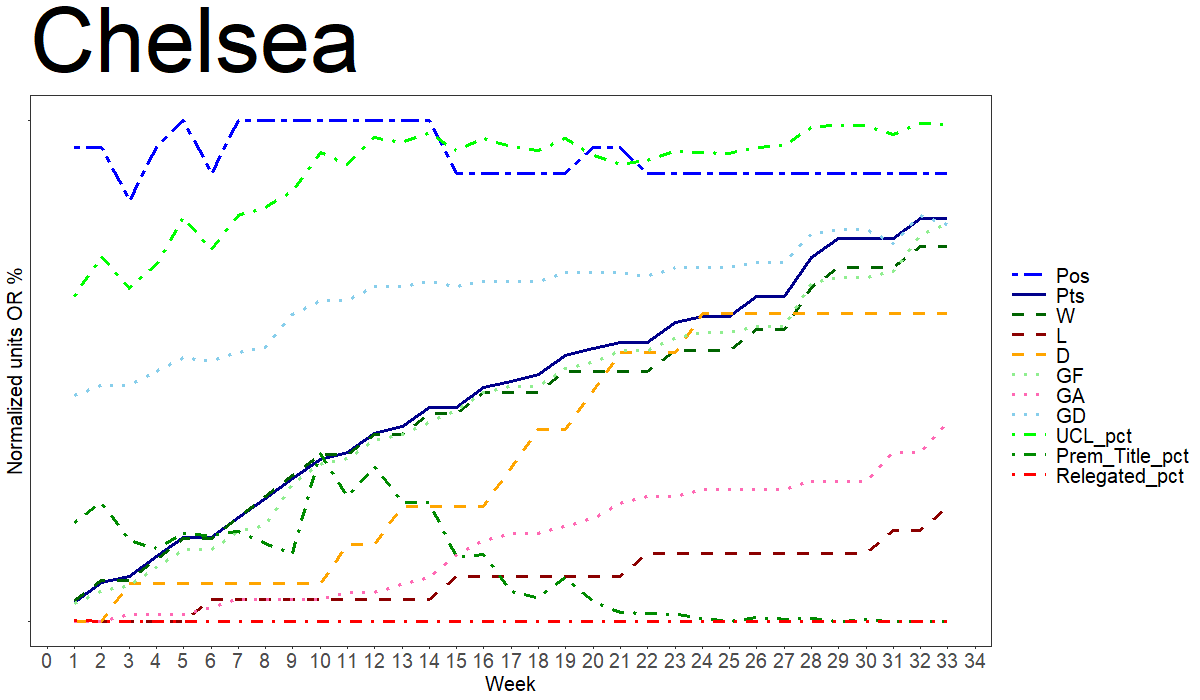 Chelsea
Normalized units OR %
Pos
Pts
W
L
D
GF
GA
GD
UCL_pct
Prem_Title_pct
Relegated_pct
0 1 2 3 4 5 6 7 8 9 10 11 12 13 14 15 16 17 18 19 20 21 22 23 24 25 26 27 28 29 30 31 32 33 34
Week